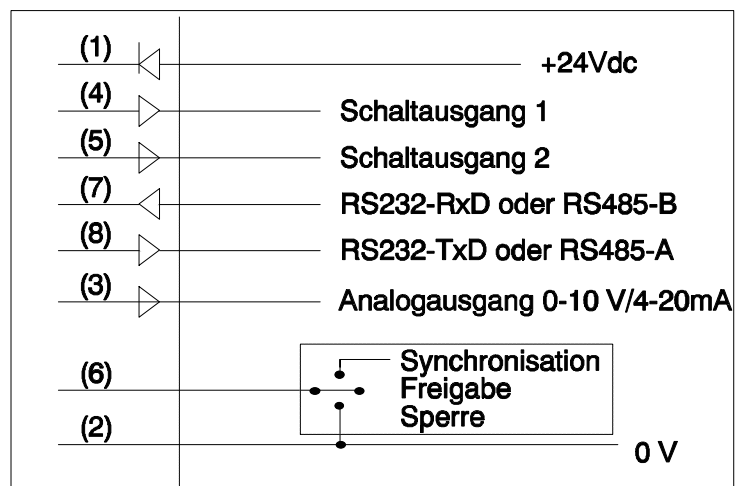 (1) +24Vdc
(4) Schaltausgang 1
(5) Schaltausgang 2
(7) RS232-RxD oder RS485-B
(8) RS232-TxD oder RS485-A
(3) Analogausgang 0-10 V/4-20mA
Synchronisation
(6) Freigabe
Sperre
(2) 0 V